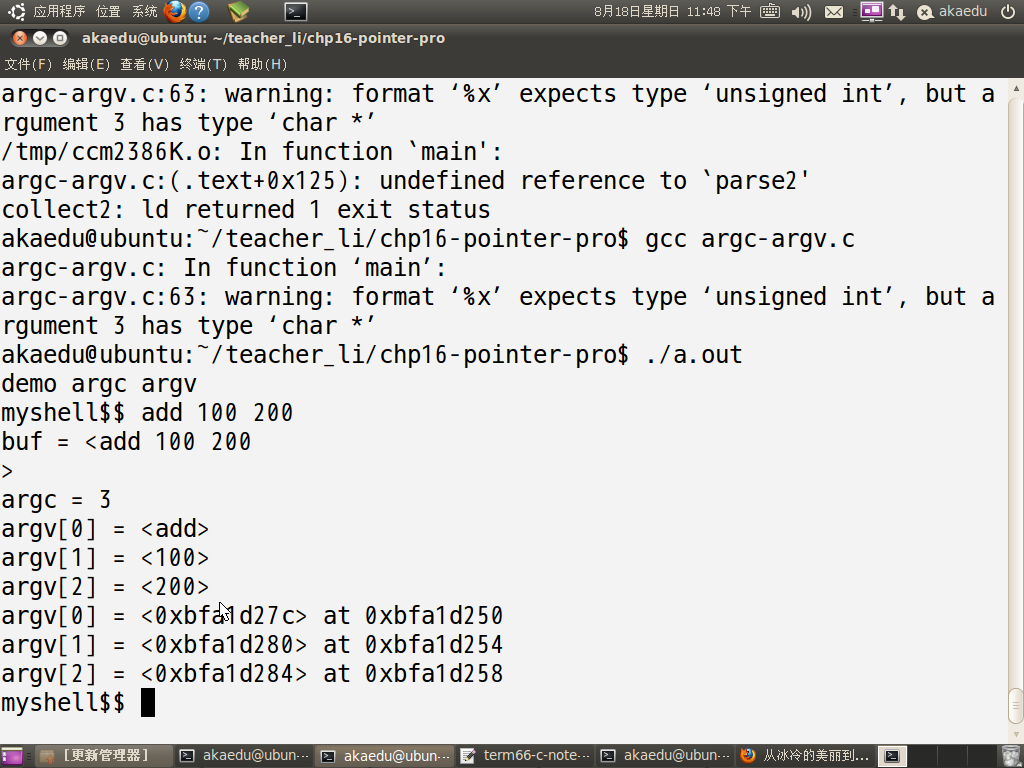 应用程序 位置 系统 8月18日星期日 11:48 下午 akaedu
akaedu@ubuntu: ~/teacher_li/chp16-pointer-pro
文件(F) 编辑(E) 查看(V) 终端(T) 帮助(H)
argc-argv.c:63: warning: format ‘%x’ expects type ‘unsigned int’, but a
rgument 3 has type ‘char *’
/tmp/ccm2386K.o: In function `main':
argc-argv.c:(.text+0x125): undefined reference to `parse2'
collect2: ld returned 1 exit status
akaedu@ubuntu:~/teacher_li/chp16-pointer-pro$ gcc argc-argv.c
argc-argv.c: In function ‘main’:
argc-argv.c:63: warning: format ‘%x’ expects type ‘unsigned int’, but a
rgument 3 has type ‘char *’
akaedu@ubuntu:~/teacher_li/chp16-pointer-pro$ ./a.out
demo argc argv
myshell$$ add 100 200
buf = <add 100 200
>
argc = 3
argv[0] = <add>
argv[1] = <100>
argv[2] = <200>
argv[0] = <0xbfa1d27c> at 0xbfa1d250
argv[1] = <0xbfa1d280> at 0xbfa1d254
argv[2] = <0xbfa1d284> at 0xbfa1d258
myshell$$
[更新管理器] akaedu@ubun... akaedu@ubun... term66-c-note... akaedu@ubun... 从冰冷的美丽到...